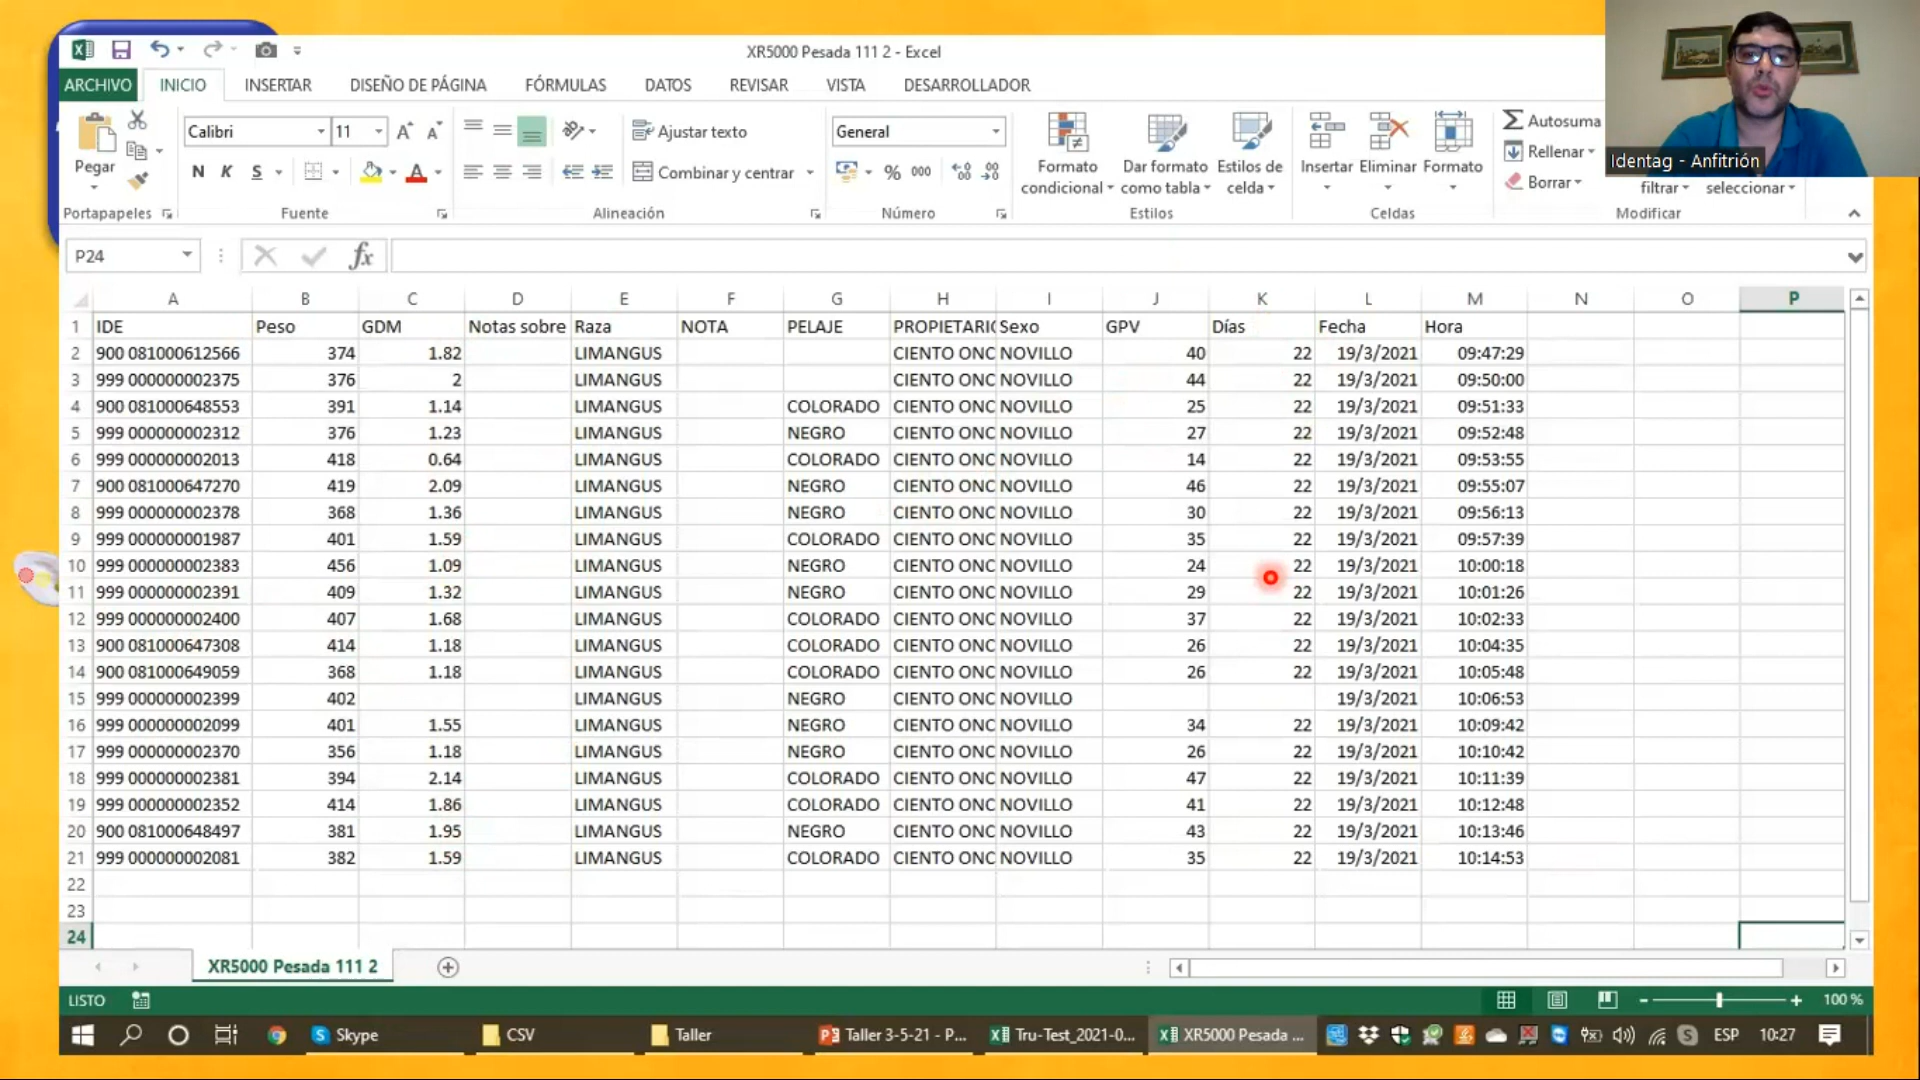 XR5000 Pesada 111 2 - Excel
ARCHIVO INICIO INSERTAR DISEÑO DE PÁGINA FÓRMULAS DATOS REVISAR VISTA DESARROLLADOR
Identag - Anfitrión
Pegar
Portapapeles
Calibri 11
N K S
A
Fuente
Ajustar texto
Combinar y centrar
Alineación
General
% 000
Número
Formato condicional
Dar formato como tabla
Estilos de celda
Estilos
Insertar Eliminar Formato
Celdas
Autosuma
Rellenar
Borrar
filtrar seleccionar
Modificar
P24 fx
A B C D E F G H I J K L M N O P
1 IDE Peso GDM Notas sobre Raza NOTA PELAJE PROPIETARIO Sexo GPV Días Fecha Hora
2 900 081000612566 374 1.82 LIMANGUS CIENTO ONC NOVILLO 40 22 19/3/2021 09:47:29
3 999 000000002375 376 2 LIMANGUS CIENTO ONC NOVILLO 44 22 19/3/2021 09:50:00
4 900 081000648553 391 1.14 LIMANGUS COLORADO CIENTO ONC NOVILLO 25 22 19/3/2021 09:51:33
5 999 000000002312 376 1.23 LIMANGUS NEGRO CIENTO ONC NOVILLO 27 22 19/3/2021 09:52:48
6 999 000000002013 418 0.64 LIMANGUS COLORADO CIENTO ONC NOVILLO 14 22 19/3/2021 09:53:55
7 900 081000647270 419 2.09 LIMANGUS NEGRO CIENTO ONC NOVILLO 46 22 19/3/2021 09:55:07
8 999 000000002378 368 1.36 LIMANGUS NEGRO CIENTO ONC NOVILLO 30 22 19/3/2021 09:56:13
9 999 000000001987 401 1.59 LIMANGUS COLORADO CIENTO ONC NOVILLO 35 22 19/3/2021 09:57:39
10 999 000000002383 456 1.09 LIMANGUS NEGRO CIENTO ONC NOVILLO 24 22 19/3/2021 10:00:18
11 999 000000002391 409 1.32 LIMANGUS NEGRO CIENTO ONC NOVILLO 29 22 19/3/2021 10:01:26
12 999 000000002400 407 1.68 LIMANGUS COLORADO CIENTO ONC NOVILLO 37 22 19/3/2021 10:02:33
13 900 081000647308 414 1.18 LIMANGUS COLORADO CIENTO ONC NOVILLO 26 22 19/3/2021 10:04:35
14 900 081000649059 368 1.18 LIMANGUS COLORADO CIENTO ONC NOVILLO 26 22 19/3/2021 10:05:48
15 999 000000002399 402 LIMANGUS NEGRO CIENTO ONC NOVILLO 19/3/2021 10:06:53
16 999 000000002099 401 1.55 LIMANGUS NEGRO CIENTO ONC NOVILLO 34 22 19/3/2021 10:09:42
17 999 000000002370 356 1.18 LIMANGUS NEGRO CIENTO ONC NOVILLO 26 22 19/3/2021 10:10:42
18 999 000000002381 394 2.14 LIMANGUS COLORADO CIENTO ONC NOVILLO 47 22 19/3/2021 10:11:39
19 999 000000002352 414 1.86 LIMANGUS COLORADO CIENTO ONC NOVILLO 41 22 19/3/2021 10:12:48
20 900 081000648497 381 1.95 LIMANGUS NEGRO CIENTO ONC NOVILLO 43 22 19/3/2021 10:13:46
21 999 000000002081 382 1.59 LIMANGUS COLORADO CIENTO ONC NOVILLO 35 22 19/3/2021 10:14:53
22
23
24
XR5000 Pesada 111 2
LISTO 100 %
Skype CSV Taller Taller 3-5-21 - P... Tru-Test_2021-0... XR5000 Pesada ... ESP 10:27